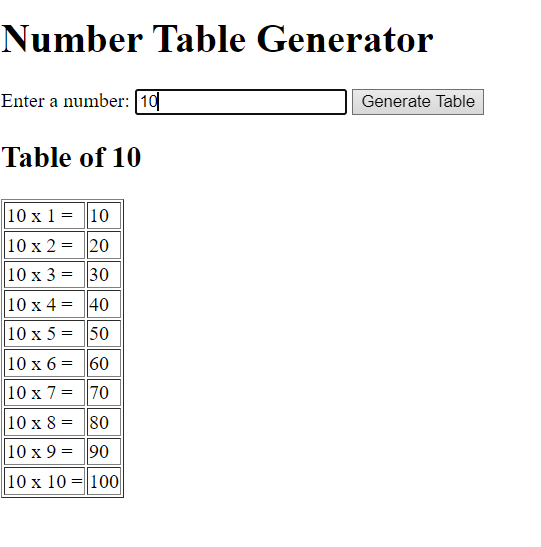 Number Table Generator
Enter a number: 10 Generate Table
Table of 10
10 x 1 = 10
10 x 2 = 20
10 x 3 = 30
10 x 4 = 40
10 x 5 = 50
10 x 6 = 60
10 x 7 = 70
10 x 8 = 80
10 x 9 = 90
10 x 10 = 100